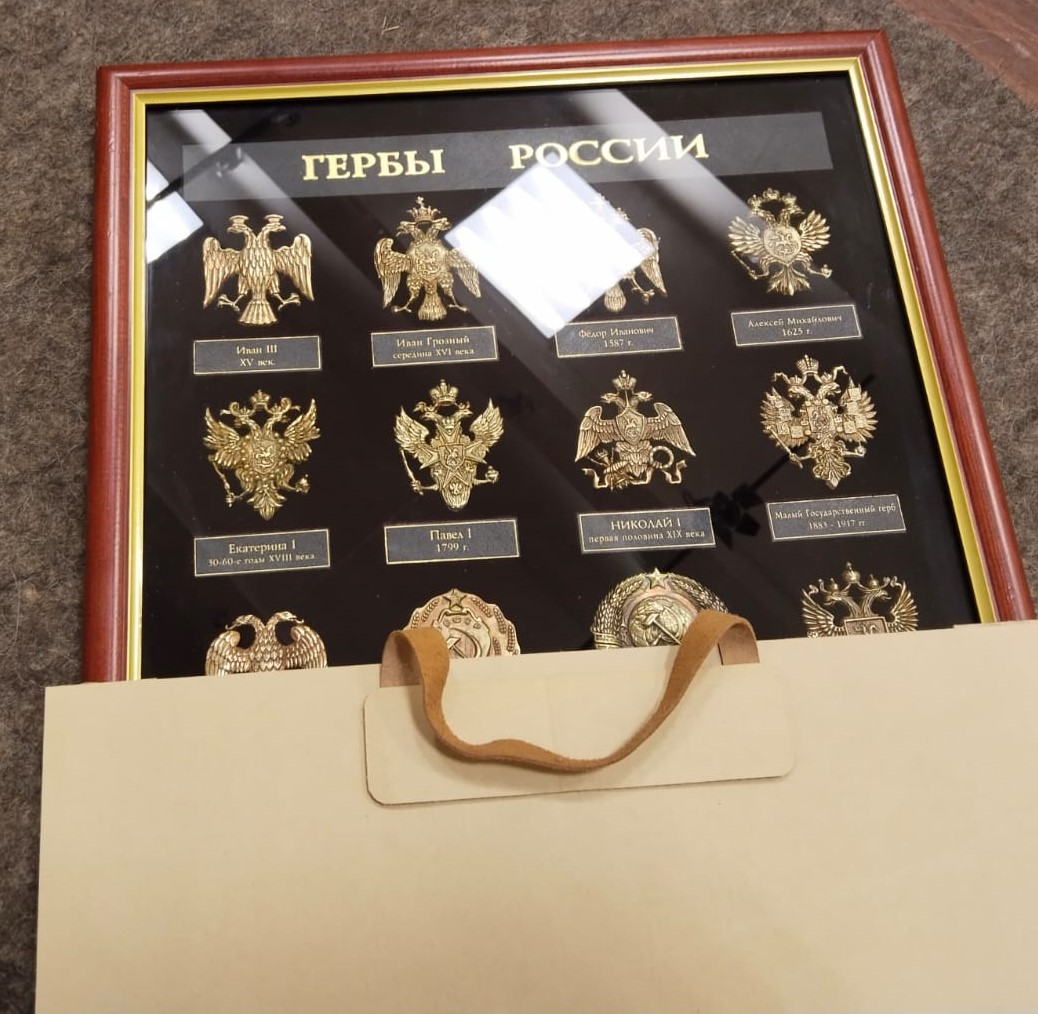 ГЕРБЫ РОССИИ
Иван III
XV век.
Иван Грозный
середина XVI века
Фёдор Иванович
1587 г.
Алексей Михайлович
1625 г.
Екатерина I
30-60-е годы XVIII века
Павел I
1799 г.
НИКОЛАЙ I
первая половина XIX века
Малый Государственный герб
1883 - 1917 гг